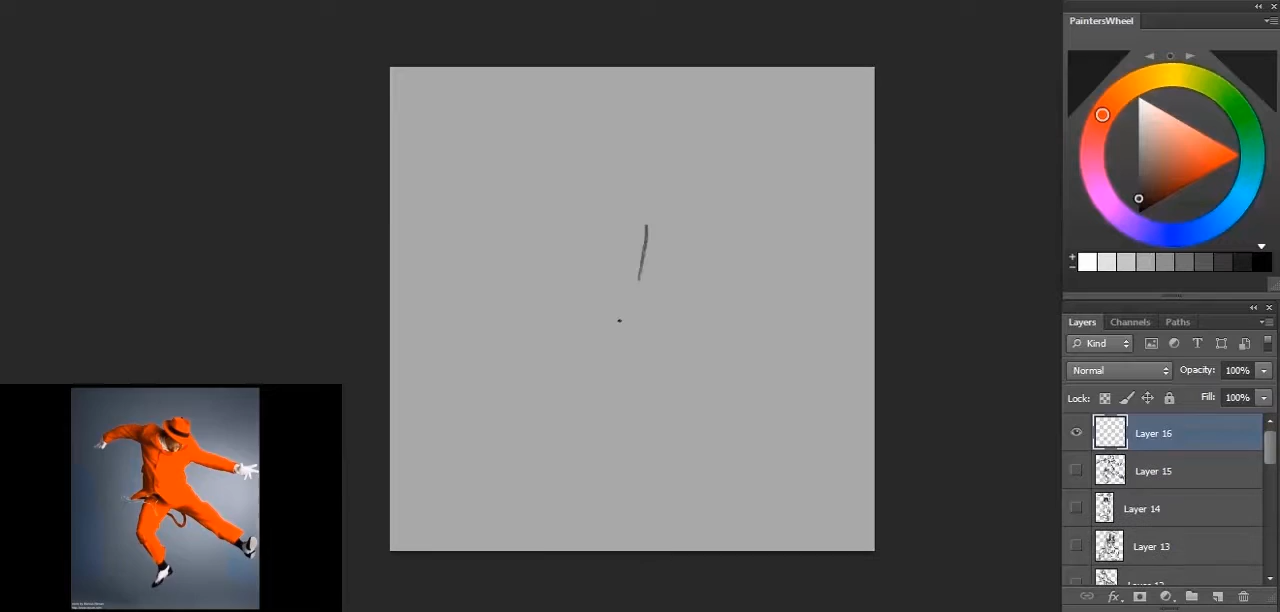 PaintersWheel
Layers Channels Paths
Kind
Normal Opacity: 100%
Lock: Fill: 100%
Layer 16
Layer 15
Layer 14
Layer 13
fx